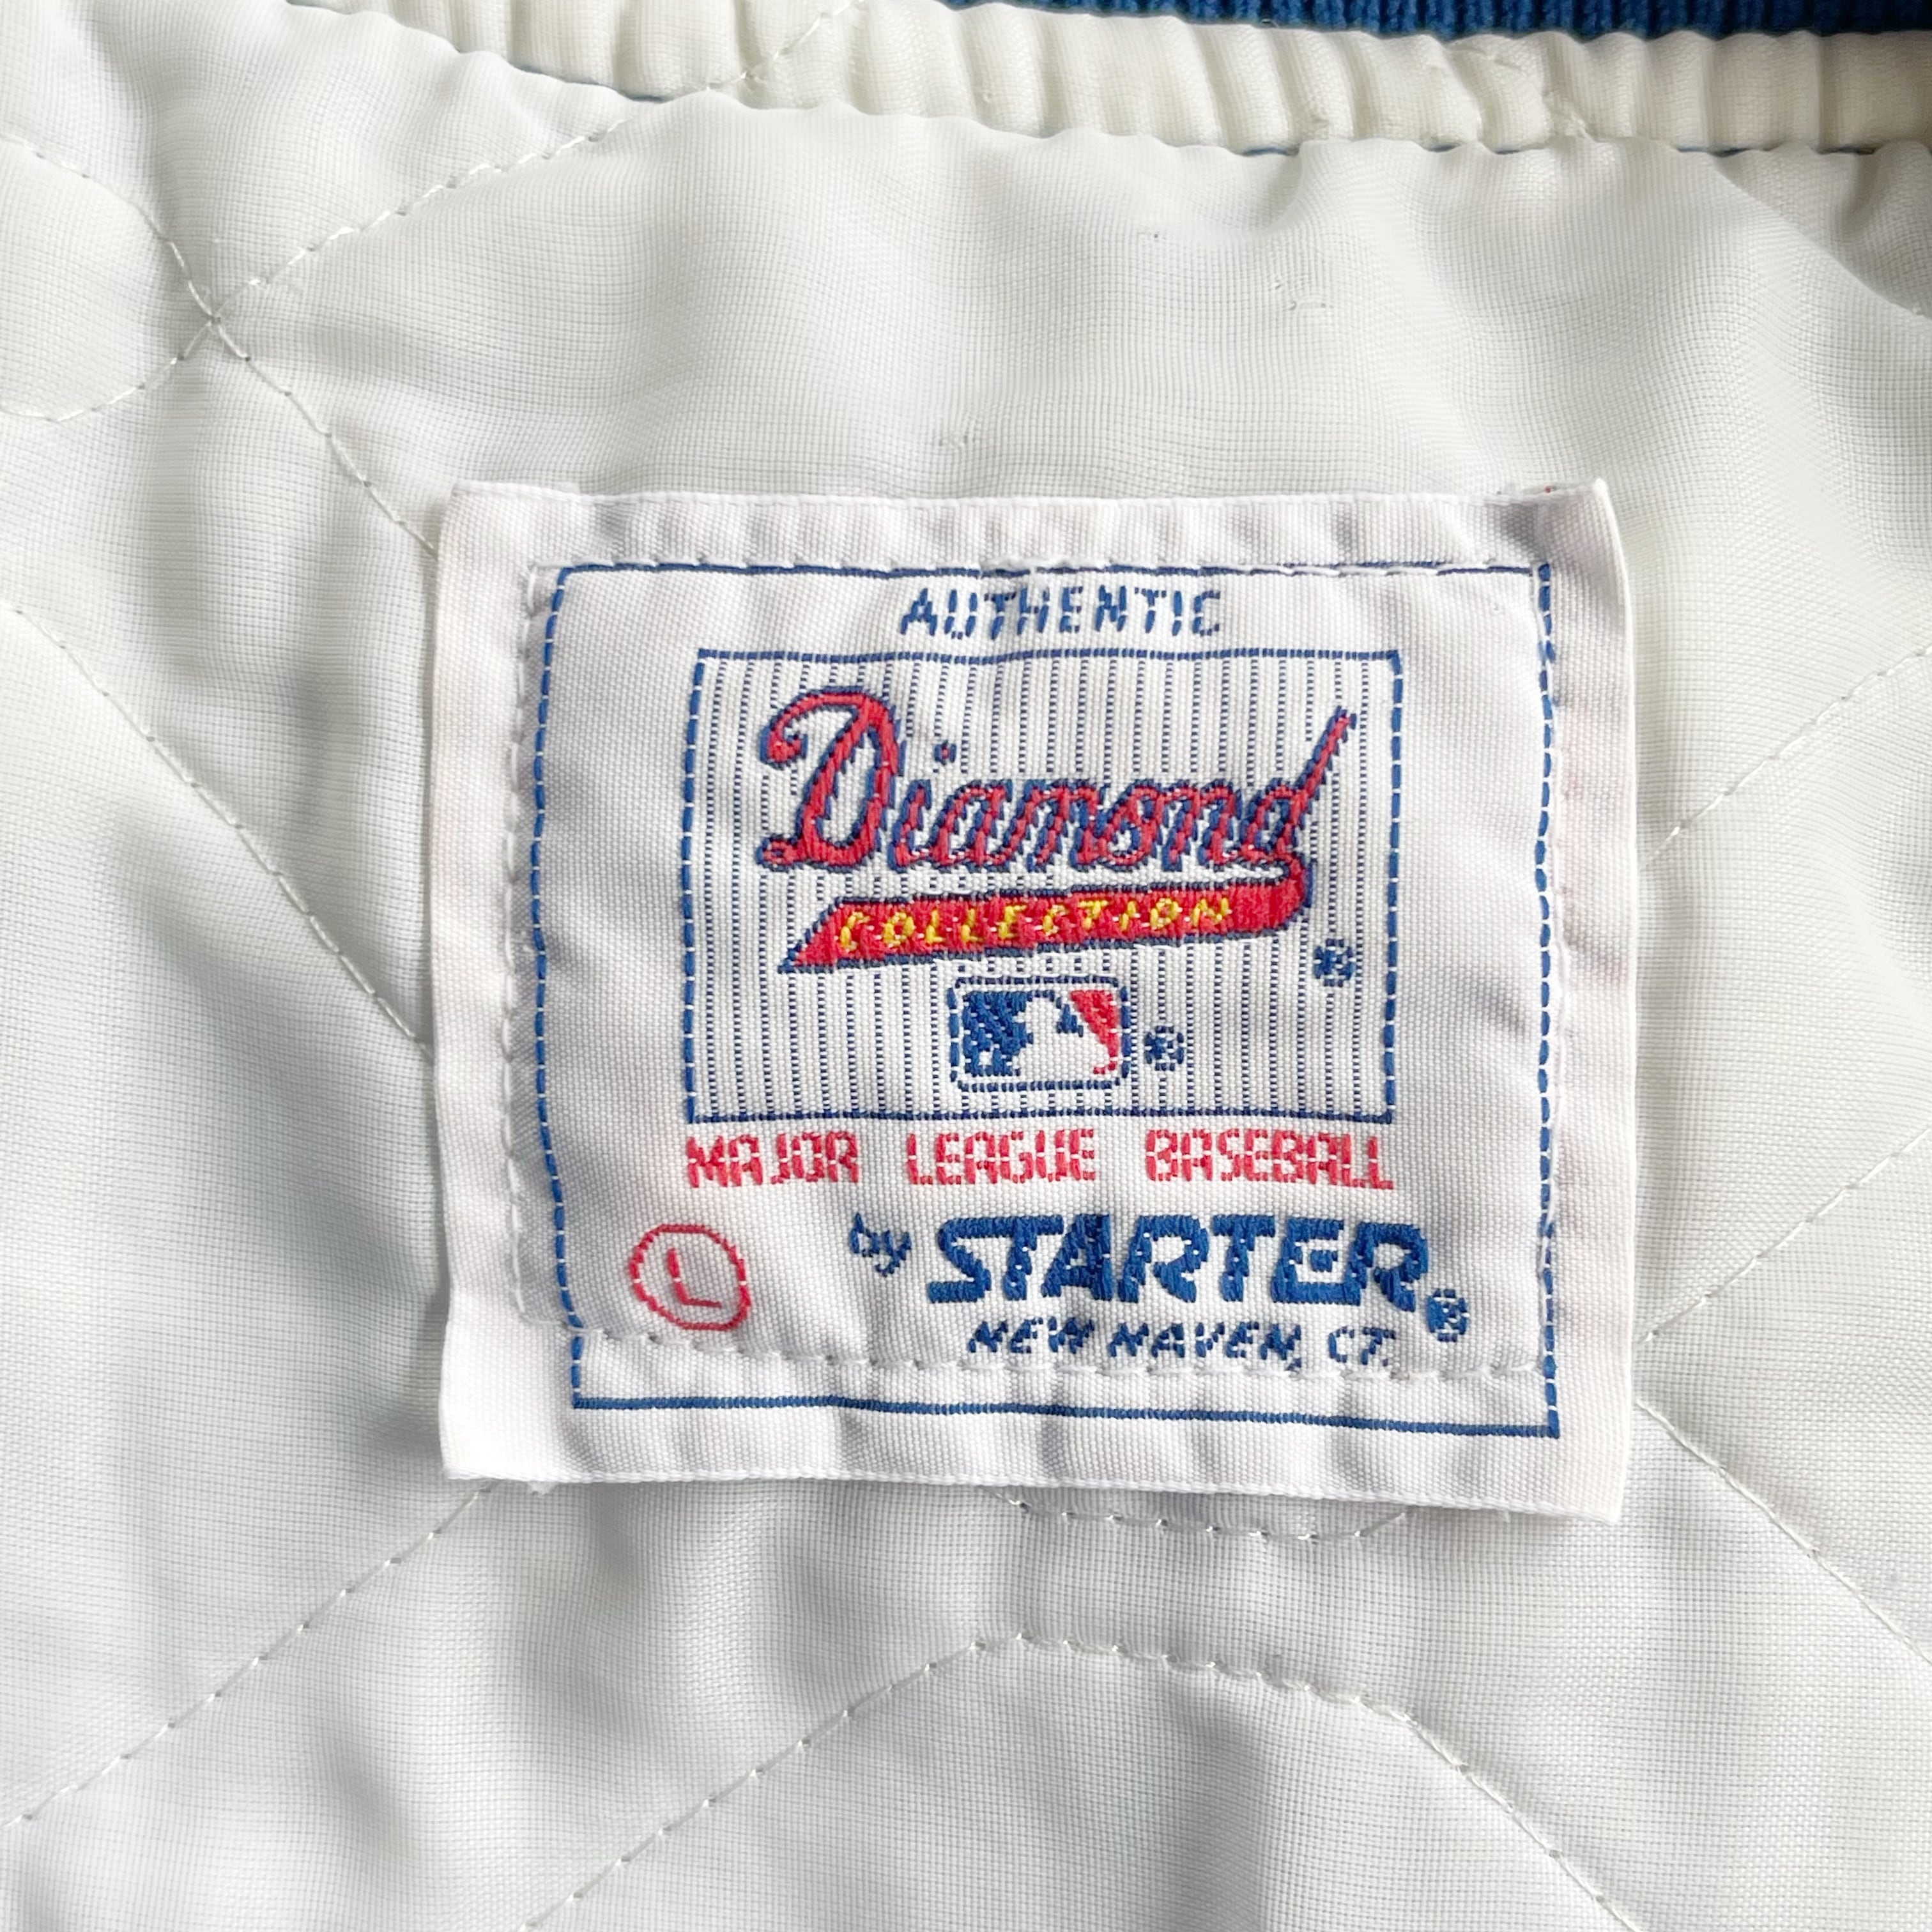 AUTHENTIC
Diamond
COLLECTION ®
®
MAJOR LEAGUE BASEBALL
L
by STARTER®
NEW HAVEN, CT.